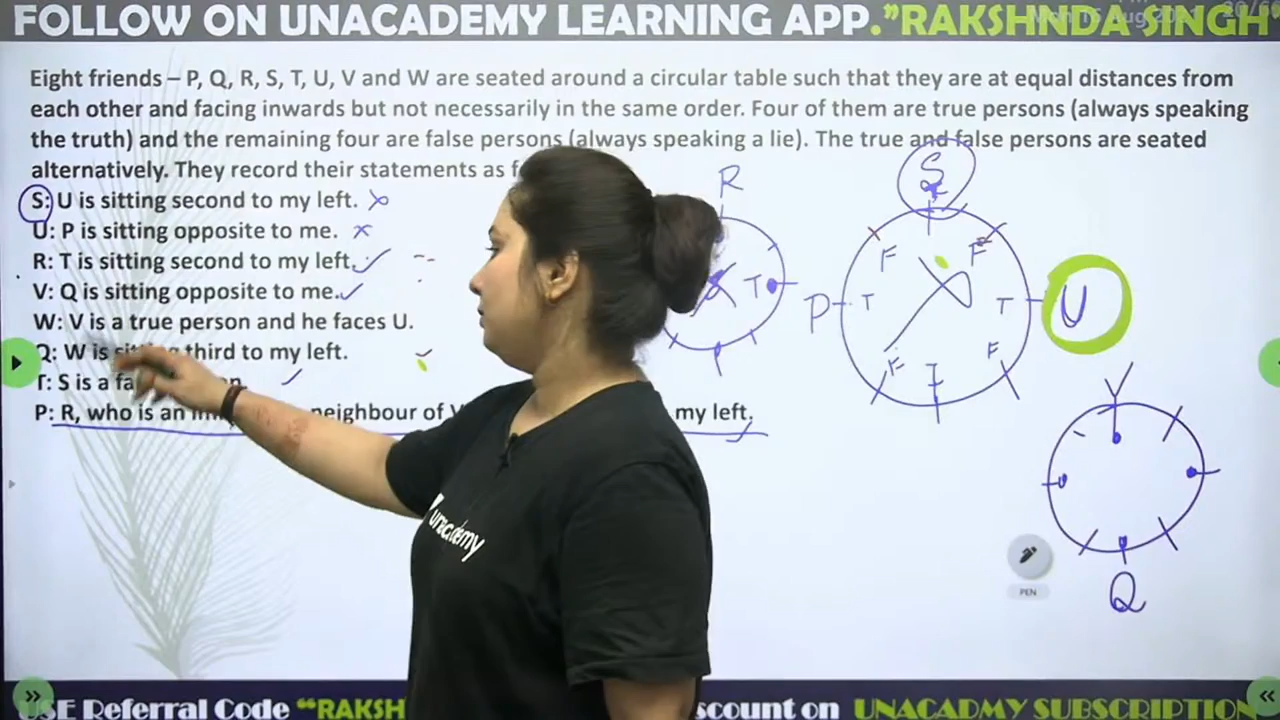 FOLLOW ON UNACADEMY LEARNING APP."RAKSHNDA SINGH
Eight friends – P, Q, R, S, T, U, V and W are seated around a circular table such that they are at equal distances from
each other and facing inwards but not necessarily in the same order. Four of them are true persons (always speaking
the truth) and the remaining four are false persons (always speaking a lie). The true and false persons are seated
alternatively. They record their statements as
S: U is sitting second to my left.
U: P is sitting opposite to me.
R: T is sitting second to my left.
V: Q is sitting opposite to me.
W: V is a true person and he faces U.
Q: W is sitting third to my left.
T: S is a
P: R, who is an neighbour of my left.
R
T
S
F F
P T T U
F F
V
Q
PEN
USE Referral Code "RAKSH scount on UNACADMY SUBSCRIPTION
unacademy